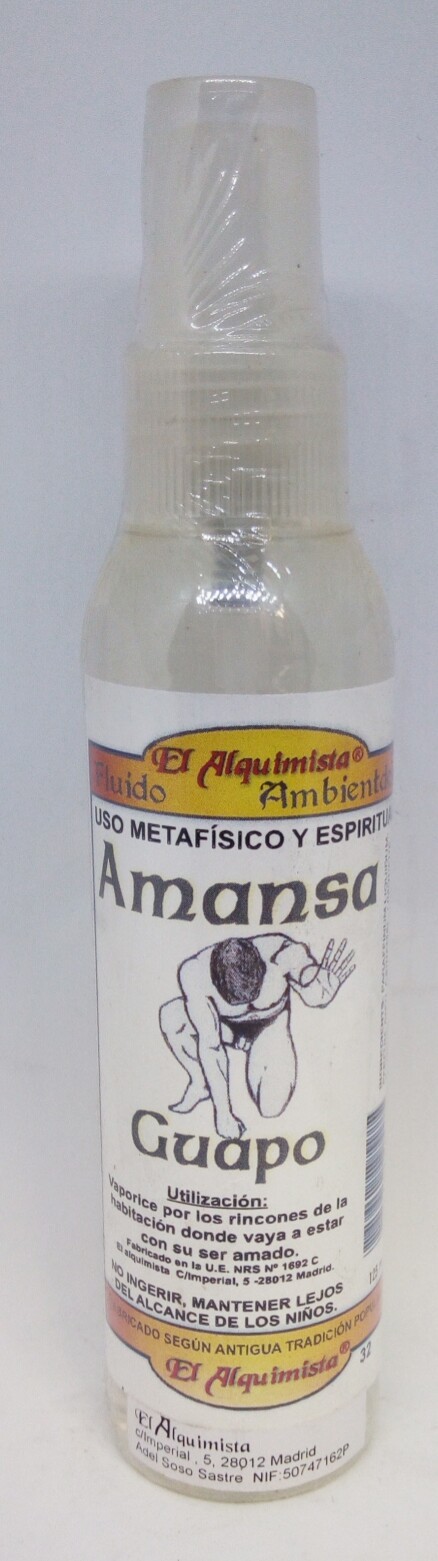 El Alquimista®
Fluido
USO METAFÍSICO Y
Amansa
Guapo
Utilización:
Vaporice por los rincones de la
habitación donde vaya a estar
con su ser amado.
Fabricado en la U.E. NRS Nº 1692 C
El alquimista C/Imperial, 5 -28012 Madrid.
NO INGERIR, MANTENER LEJOS
DEL ALCANCE DE LOS NIÑOS.
SEGÚN ANTIGUA TRADICIÓN
32
El Alquimista®
El Alquimista
c/Imperial , 5, 28012 Madrid
Adel Soso Sastre NIF:50747162P